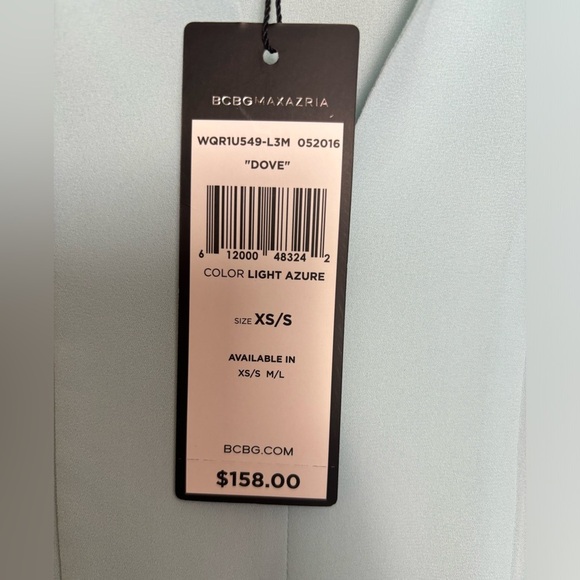 BCBGMAXAZRIA
WQR1U549-L3M 052016
"DOVE"
6 12000 48324 2
COLOR LIGHT AZURE
SIZE XS/S
AVAILABLE IN
XS/S M/L
BCBG.COM
$158.00